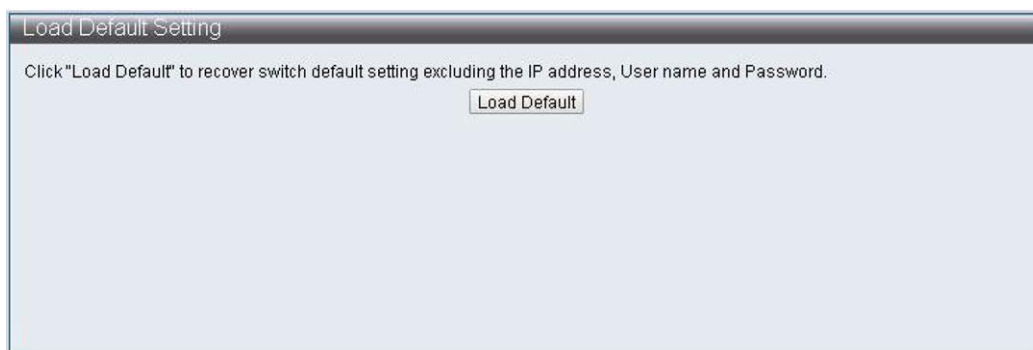 Load Default Setting
Click "Load Default" to recover switch default setting excluding the IP address, User name and Password.
Load Default